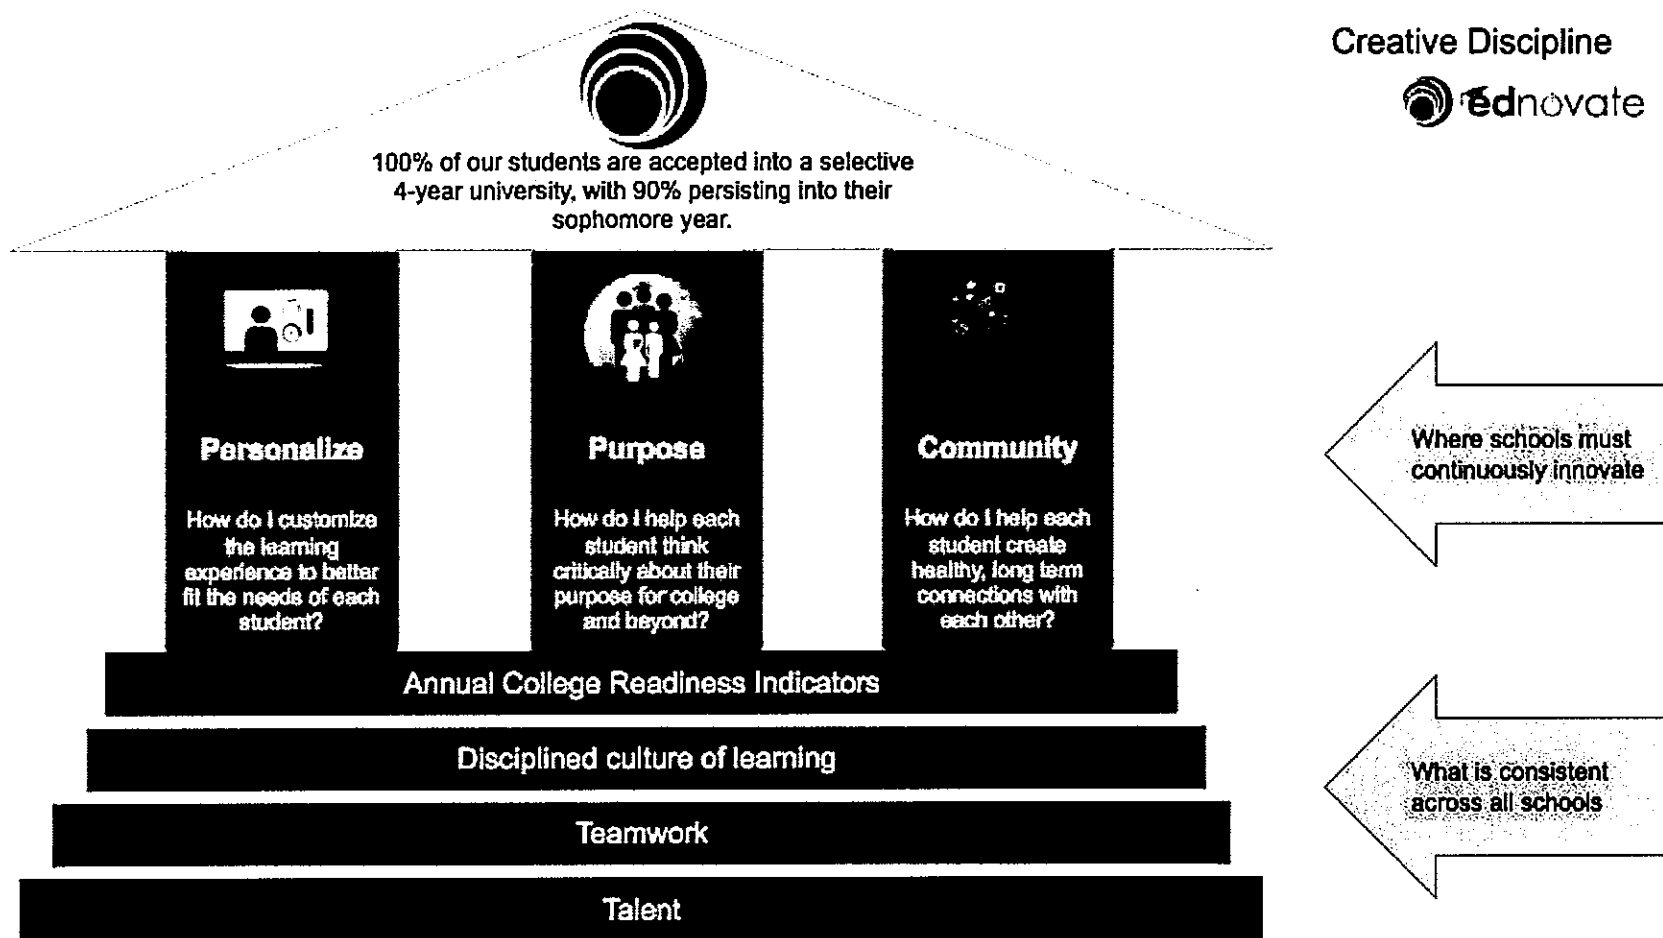 Creative Discipline
ednovate
100% of our students are accepted into a selective
4-year university, with 90% persisting into their
sophomore year.
Personalize
How do I customize
the learning
experience to better
fit the needs of each
student?
Purpose
How do I help each
student think
critically about their
purpose for college
and beyond?
Community
How do I help each
student create
healthy, long term
connections with
each other?
Where schools must
continuously innovate
Annual College Readiness Indicators
Disciplined culture of learning
Teamwork
Talent
What is consistent
across all schools